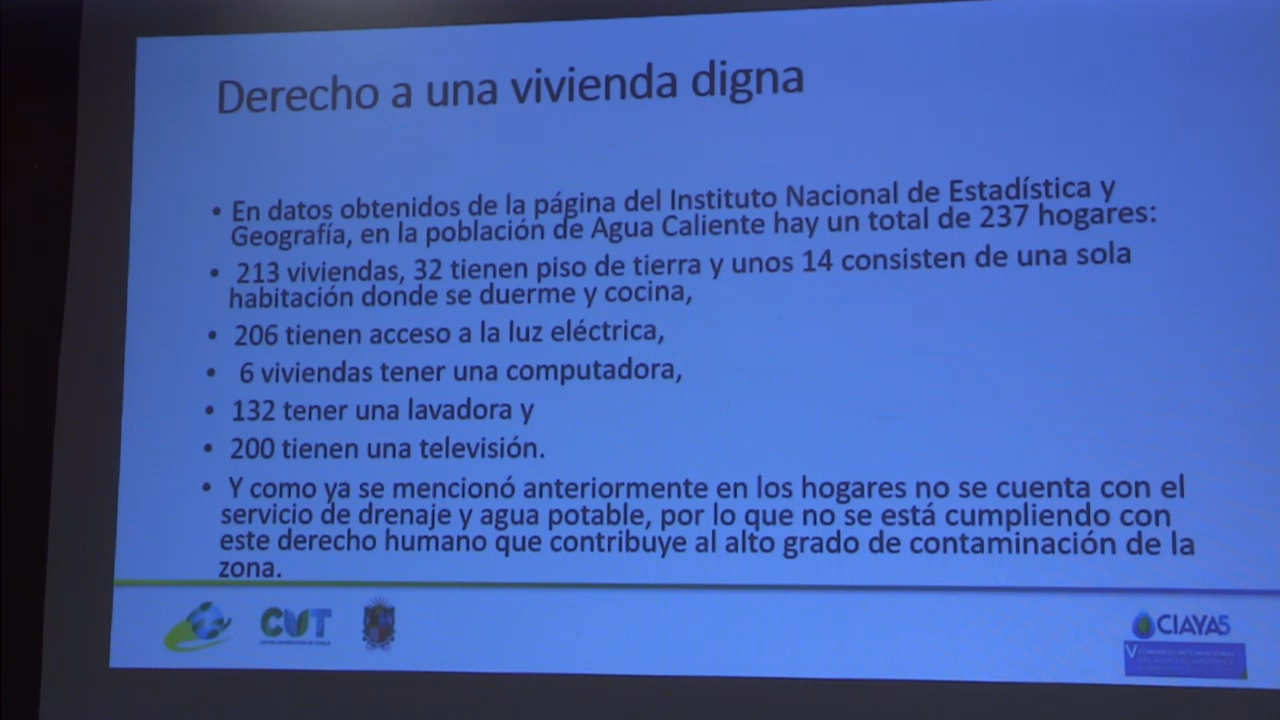 Derecho a una vivienda digna
• En datos obtenidos de la página del Instituto Nacional de Estadística y
Geografía, en la población de Agua Caliente hay un total de 237 hogares:
• 213 viviendas, 32 tienen piso de tierra y unos 14 consisten de una sola
habitación donde se duerme y cocina,
• 206 tienen acceso a la luz eléctrica,
• 6 viviendas tener una computadora,
• 132 tener una lavadora y
• 200 tienen una televisión.
• Y como ya se mencionó anteriormente en los hogares no se cuenta con el
servicio de drenaje y agua potable, por lo que no se está cumpliendo con
este derecho humano que contribuye al alto grado de contaminación de la
zona.
CUT
CIAYA5
V CONGRESO INTERNACIONAL